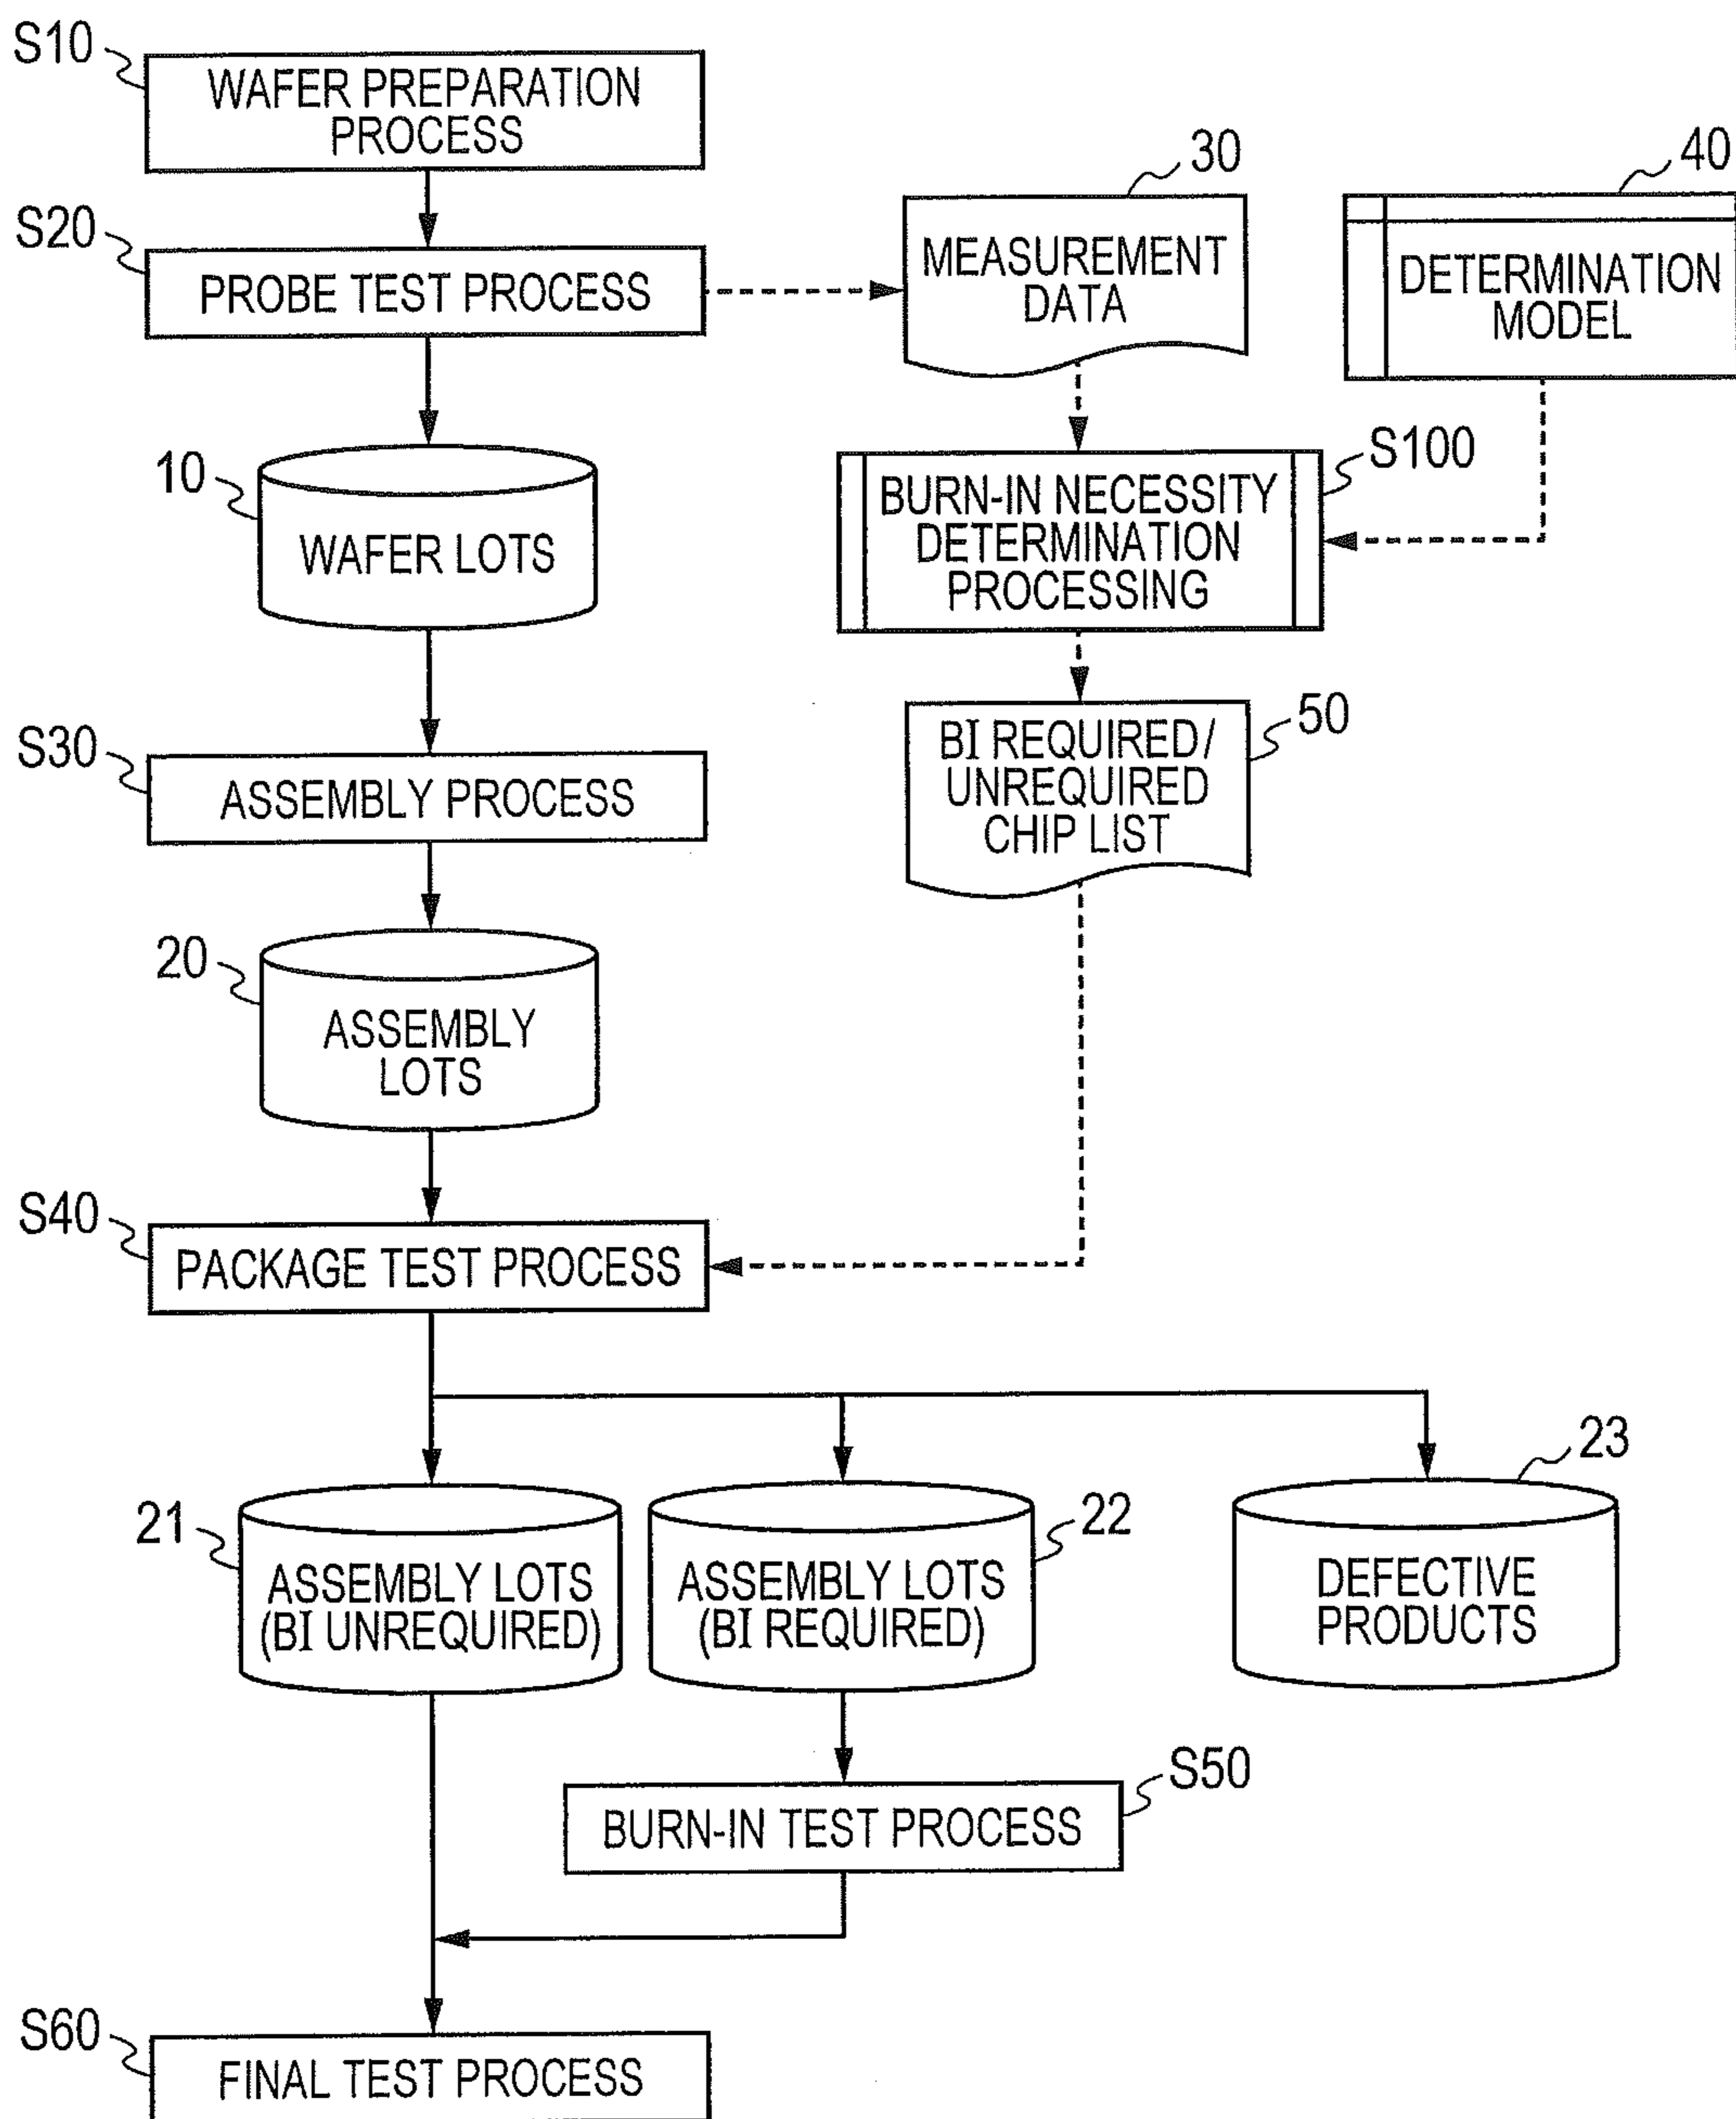 S10
WAFER PREPARATION
PROCESS
S20
PROBE TEST PROCESS
30
MEASUREMENT
DATA
40
DETERMINATION
MODEL
10
WAFER LOTS
S100
BURN-IN NECESSITY
DETERMINATION
PROCESSING
S30
ASSEMBLY PROCESS
50
BI REQUIRED/
UNREQUIRED
CHIP LIST
20
ASSEMBLY
LOTS
S40
PACKAGE TEST PROCESS
21
ASSEMBLY LOTS
(BI UNREQUIRED)
22
ASSEMBLY LOTS
(BI REQUIRED)
23
DEFECTIVE
PRODUCTS
S50
BURN-IN TEST PROCESS
S60
FINAL TEST PROCESS